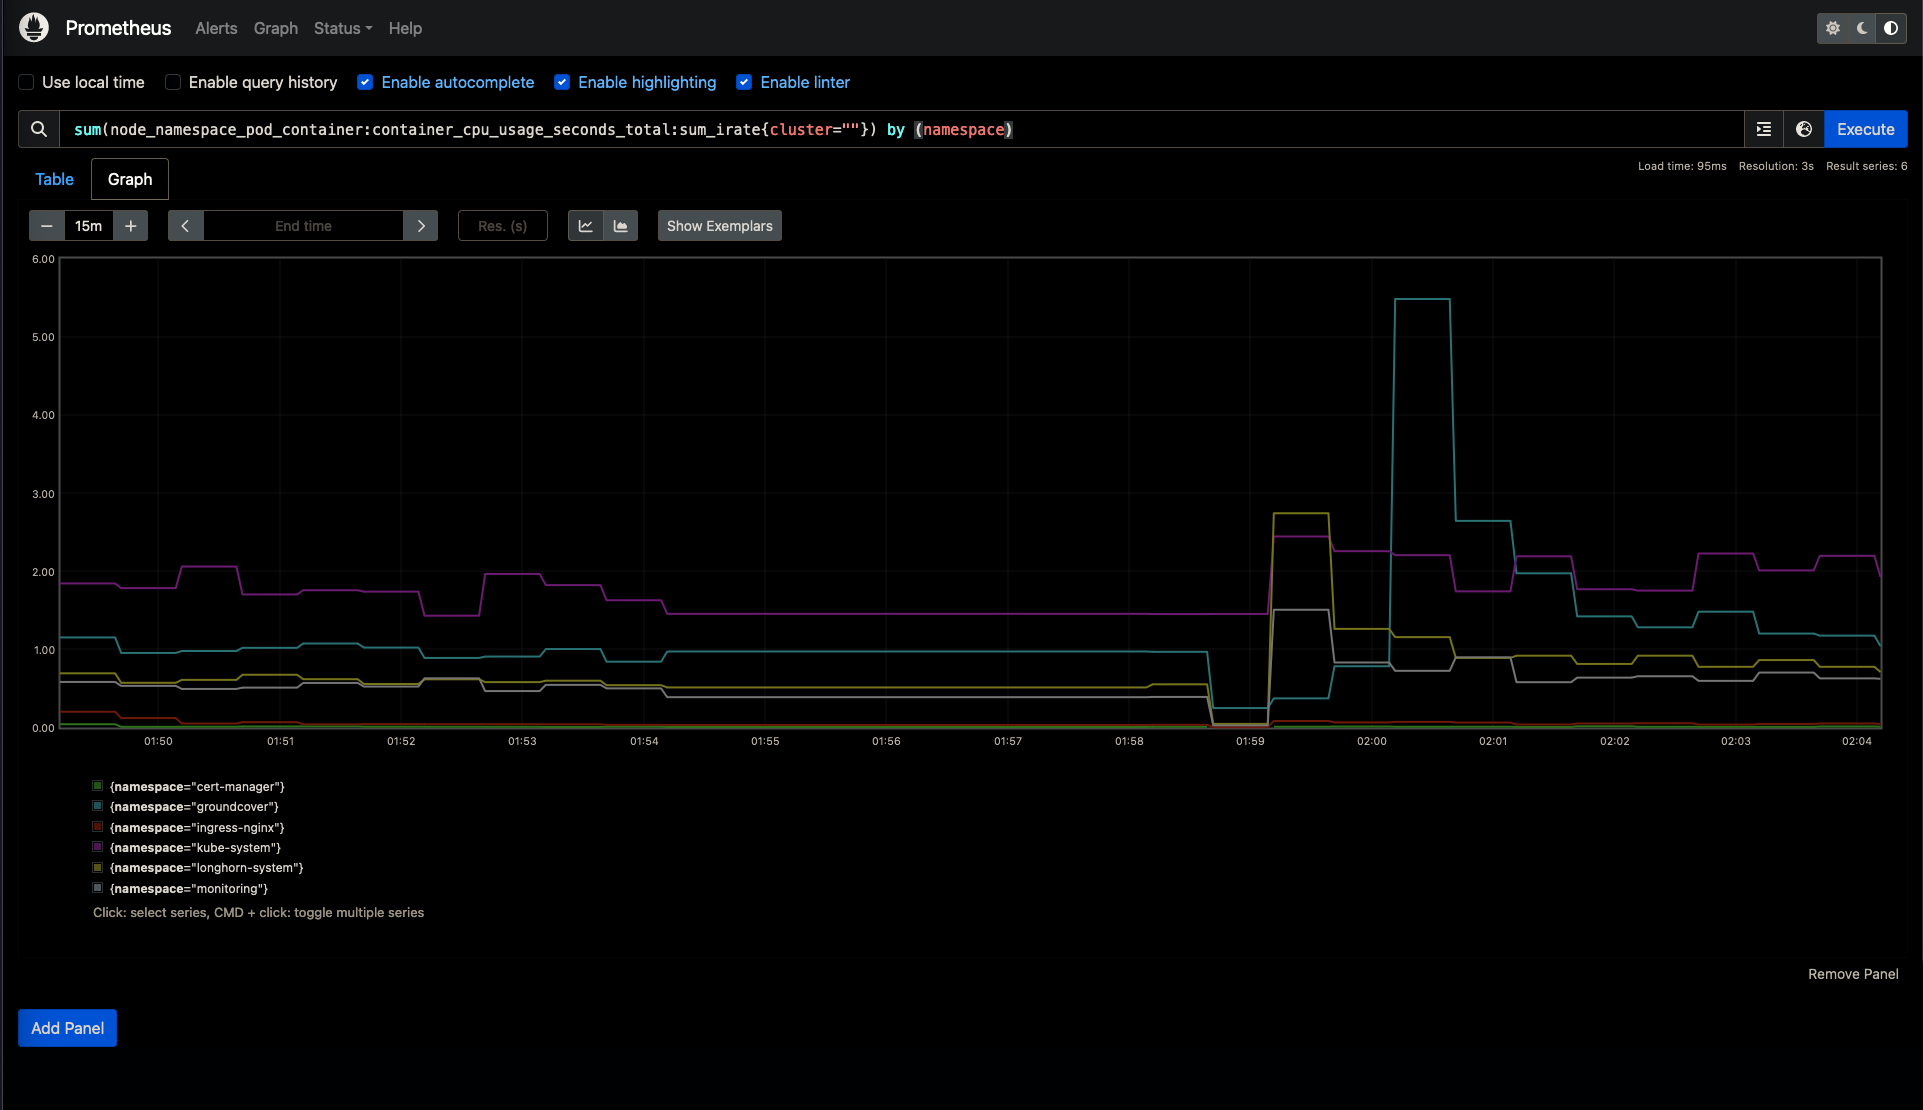 Prometheus Alerts Graph Status Help
Use local time Enable query history Enable autocomplete Enable highlighting Enable linter
sum(node_namespace_pod_container:container_cpu_usage_seconds_total:sum_irate{cluster=""}) by (namespace)
Execute
Load time: 95ms Resolution: 3s Result series: 6
Table Graph
− 15m + End time Res. (s) Show Exemplars
6.00
5.00
4.00
3.00
2.00
1.00
0.00
01:50 01:51 01:52 01:53 01:54 01:55 01:56 01:57 01:58 01:59 02:00 02:01 02:02 02:03 02:04
{namespace="cert-manager"}
{namespace="groundcover"}
{namespace="ingress-nginx"}
{namespace="kube-system"}
{namespace="longhorn-system"}
{namespace="monitoring"}
Click: select series, CMD + click: toggle multiple series
Remove Panel
Add Panel